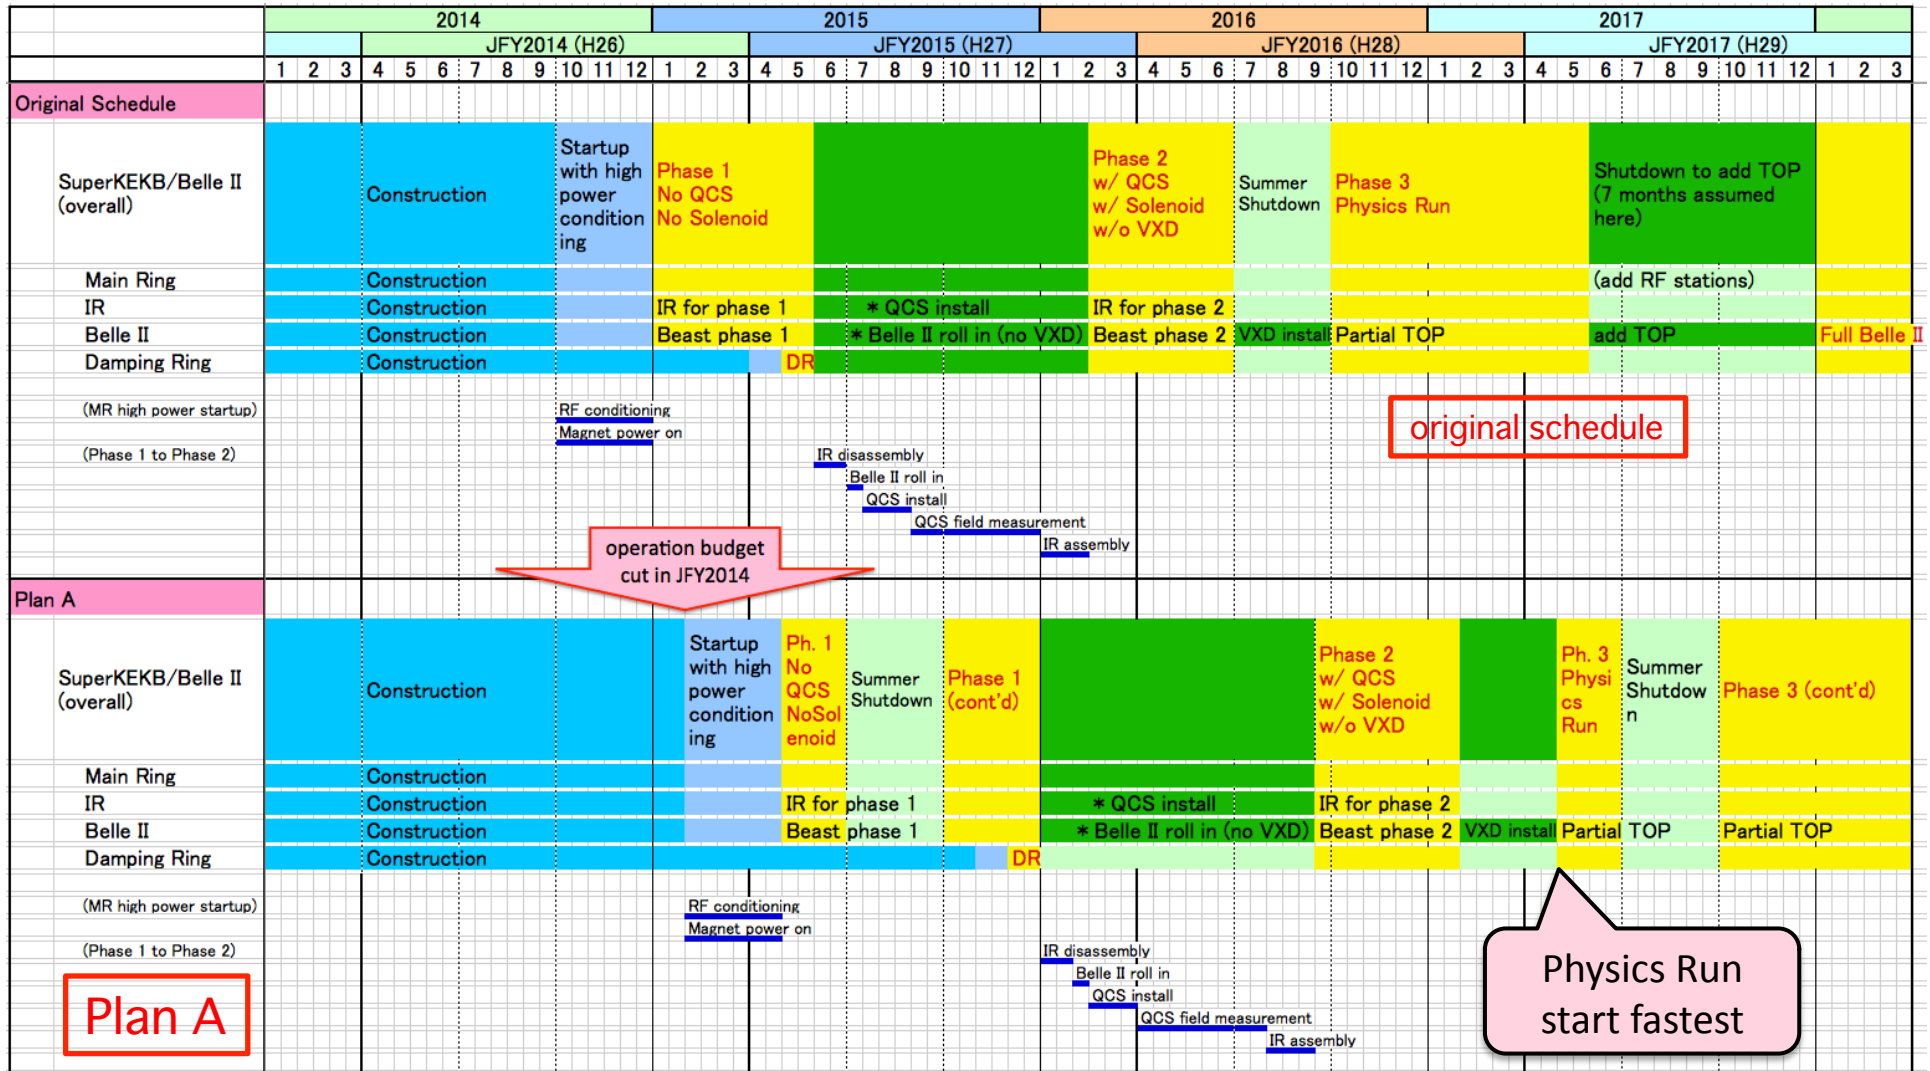 2014 2015 2016 2017
JFY2014 (H26) JFY2015 (H27) JFY2016 (H28) JFY2017 (H29)
1 2 3 4 5 6 7 8 9 10 11 12 1 2 3 4 5 6 7 8 9 10 11 12 1 2 3 4 5 6 7 8 9 10 11 12 1 2 3 4 5 6 7 8 9 10 11 12 1 2 3
Original Schedule
SuperKEKB/Belle II
(overall)
Construction
Startup
with high
power
condition
ing
Phase 1
No QCS
No Solenoid
Phase 2
w/ QCS
w/ Solenoid
w/o VXD
Summer
Shutdown
Phase 3
Physics Run
Shutdown to add TOP
(7 months assumed
here)
Main Ring Construction (add RF stations)
IR Construction IR for phase 1 * QCS install IR for phase 2
Belle II Construction Beast phase 1 * Belle II roll in (no VXD) Beast phase 2 VXD install Partial TOP add TOP Full Belle II
Damping Ring Construction DR
(MR high power startup) RF conditioning
Magnet power on
original schedule
(Phase 1 to Phase 2) IR disassembly
Belle II roll in
QCS install
QCS field measurement
IR assembly
operation budget
cut in JFY2014
Plan A
SuperKEKB/Belle II
(overall)
Construction
Startup
with high
power
condition
ing
Ph. 1
No
QCS
NoSol
enoid
Summer
Shutdown
Phase 1
(cont'd)
Phase 2
w/ QCS
w/ Solenoid
w/o VXD
Ph. 3
Physi
cs
Run
Summer
Shutdow
n
Phase 3 (cont'd)
Main Ring Construction
IR Construction IR for phase 1 * QCS install IR for phase 2
Belle II Construction Beast phase 1 * Belle II roll in (no VXD) Beast phase 2 VXD install Partial TOP Partial TOP
Damping Ring Construction DR
(MR high power startup) RF conditioning
Magnet power on
(Phase 1 to Phase 2) IR disassembly
Belle II roll in
QCS install
QCS field measurement
IR assembly
Plan A
Physics Run
start fastest